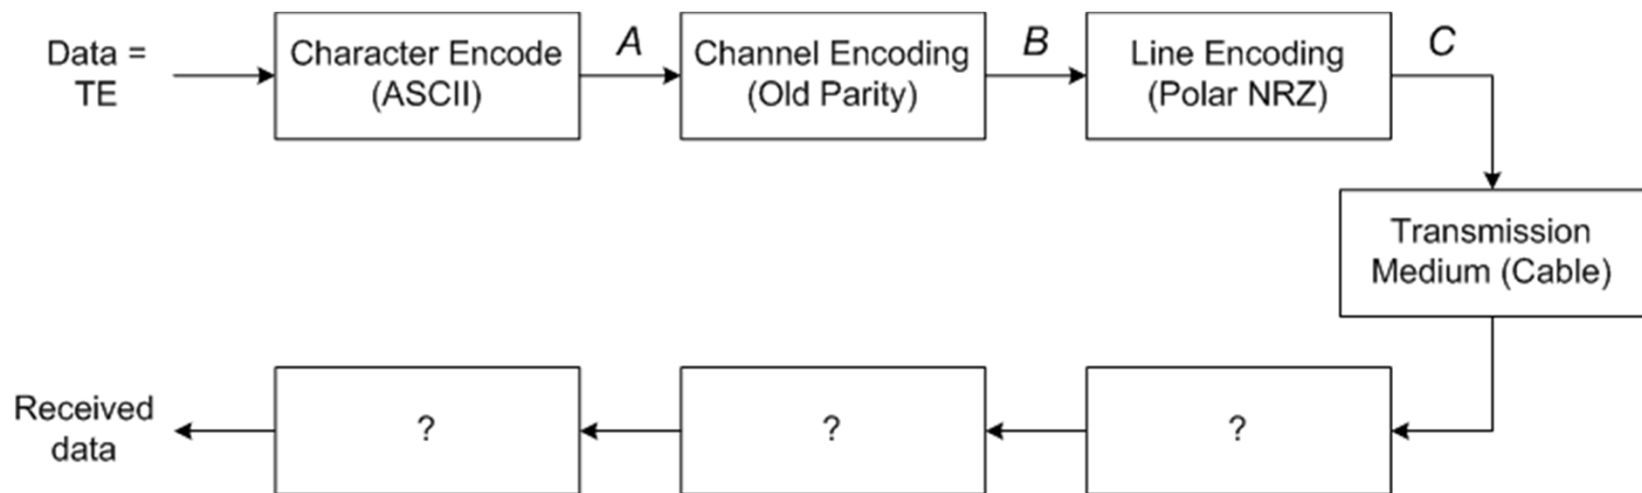 Data =
TE
Character Encode
(ASCII)
A
Channel Encoding
(Old Parity)
B
Line Encoding
(Polar NRZ)
C
Transmission
Medium (Cable)
Received
data
?
?
?